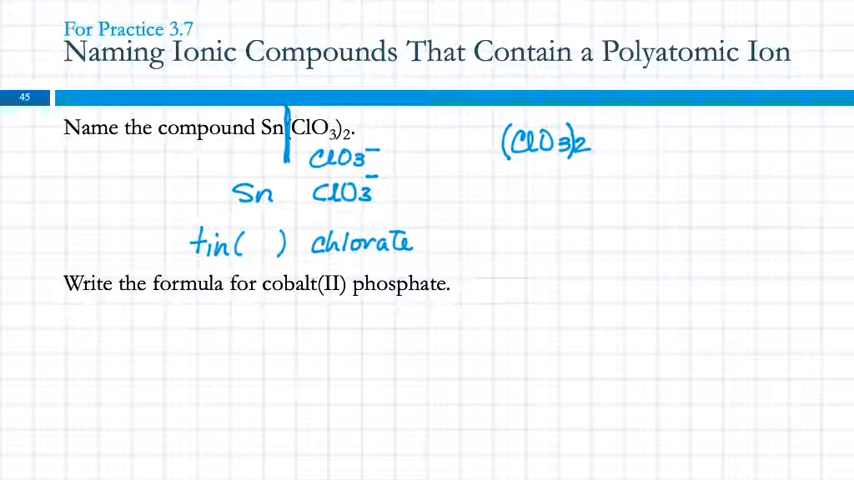 For Practice 3.7
Naming Ionic Compounds That Contain a Polyatomic Ion
45
Name the compound Sn(ClO₃)₂.
(ClO₃)₂
ClO₃⁻
Sn ClO₃⁻
tin( ) chlorate
Write the formula for cobalt(II) phosphate.